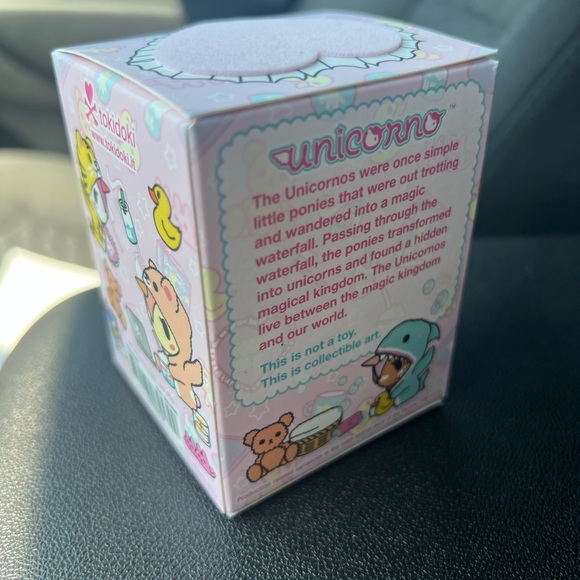 tokidoki
www.tokidoki.it
unicorno™
The Unicornos were once simple
little ponies that were out trotting
and wandered into a magic
waterfall. Passing through the
waterfall, the ponies transformed
into unicorns and found a hidden
magical kingdom. The Unicornos
live between the magic kingdom
and our world.
This is not a toy.
This is collectible art.